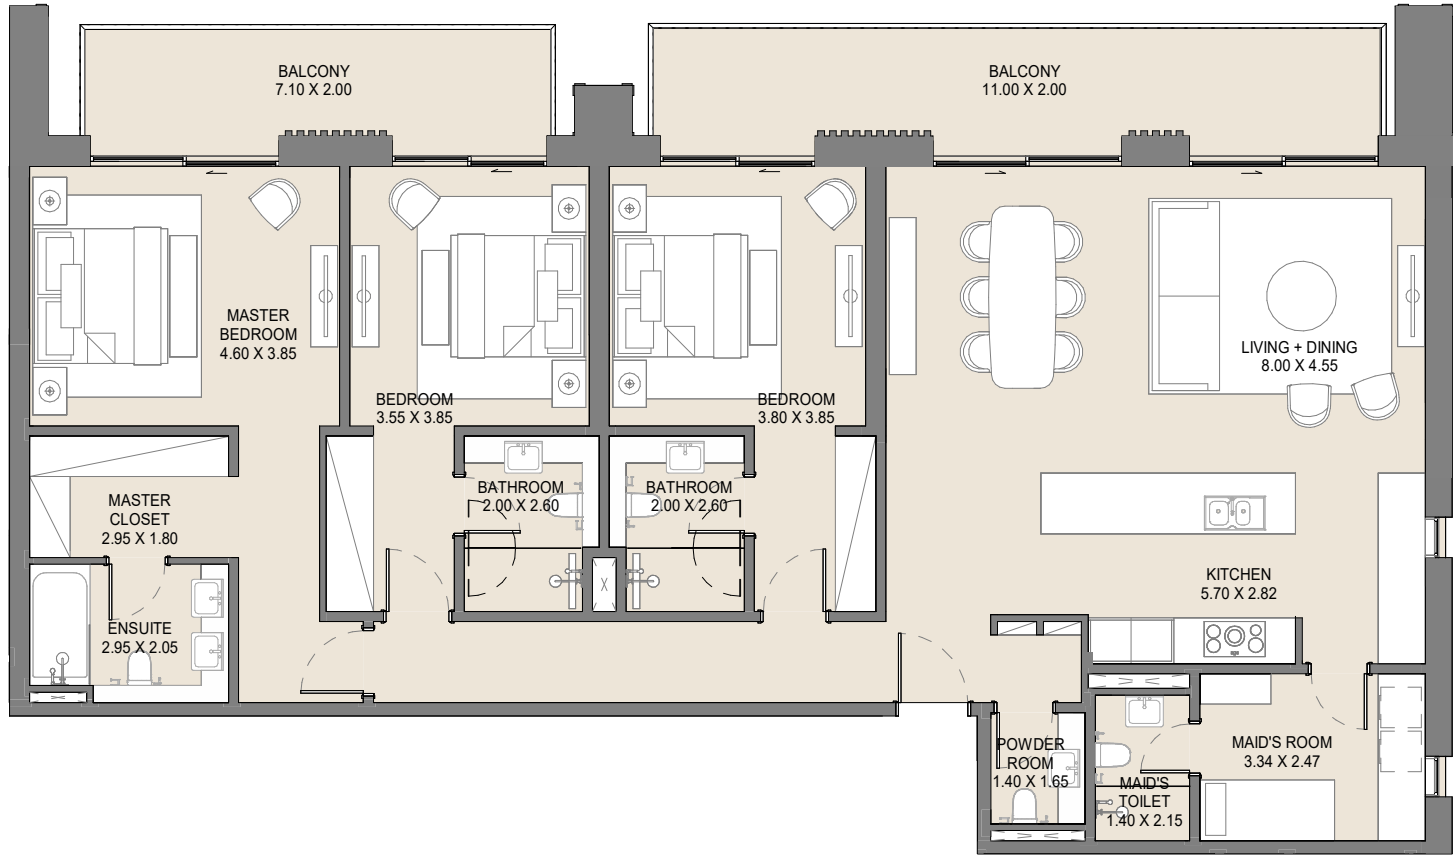 BALCONY
7.10 X 2.00
BALCONY
11.00 X 2.00
MASTER
BEDROOM
4.60 X 3.85
BEDROOM
3.55 X 3.85
BEDROOM
3.80 X 3.85
LIVING + DINING
8.00 X 4.55
MASTER
CLOSET
2.95 X 1.80
BATHROOM
2.00 X 2.60
BATHROOM
2.00 X 2.60
KITCHEN
5.70 X 2.82
ENSUITE
2.95 X 2.05
POWDER
ROOM
1.40 X 1.65
MAID'S
TOILET
1.40 X 2.15
MAID'S ROOM
3.34 X 2.47